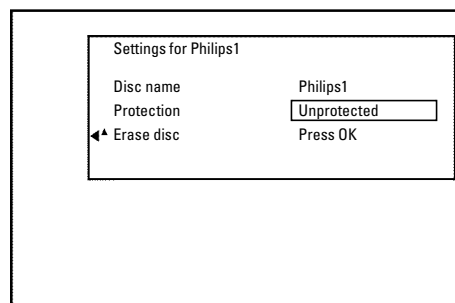 Settings for Philips1
Disc name Philips1
Protection Unprotected
Erase disc Press OK